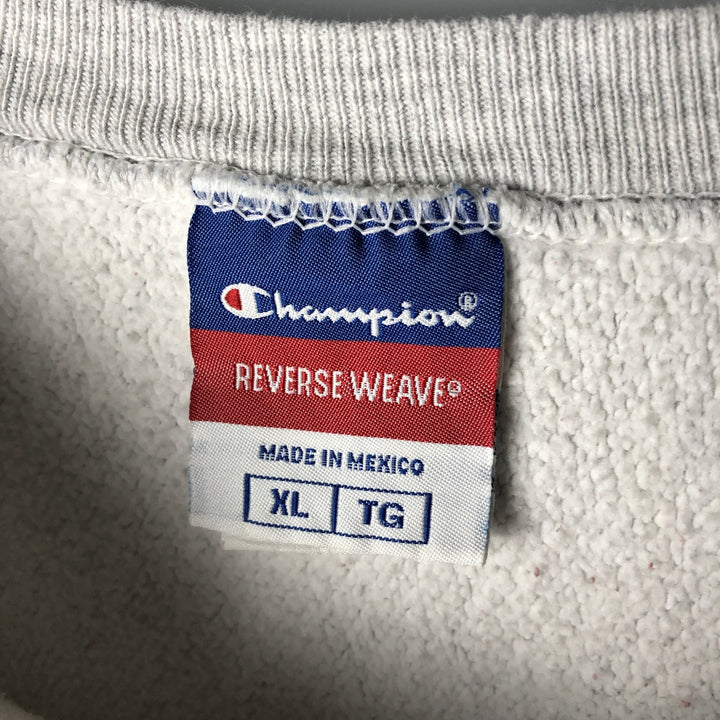 Champion®
REVERSE WEAVE®
MADE IN MEXICO
XL TG